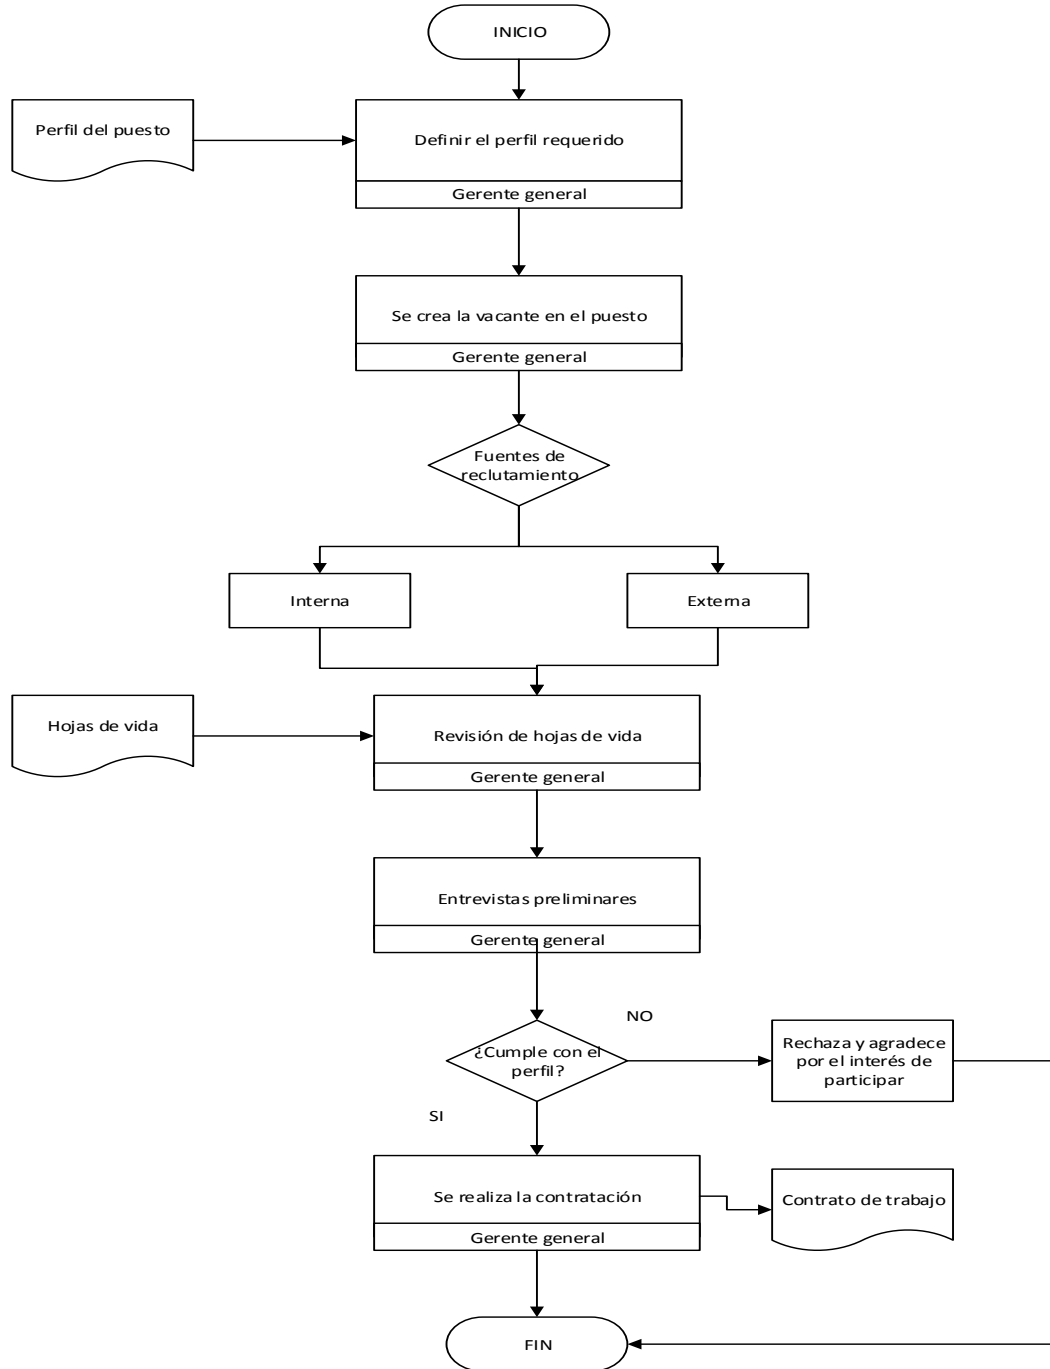 INICIO
Perfil del puesto
Definir el perfil requerido
Gerente general
Se crea la vacante en el puesto
Gerente general
Fuentes de
reclutamiento
Interna
Externa
Hojas de vida
Revisión de hojas de vida
Gerente general
Entrevistas preliminares
Gerente general
NO
¿Cumple con el
perfil?
Rechaza y agradece
por el interés de
participar
SI
Se realiza la contratación
Gerente general
Contrato de trabajo
FIN